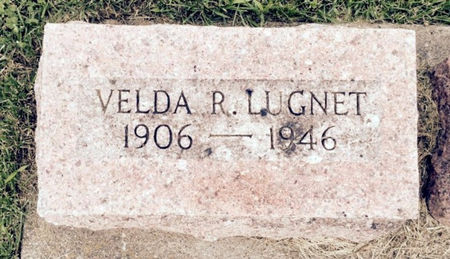 VELDA R. LUGNET
1906 — 1946